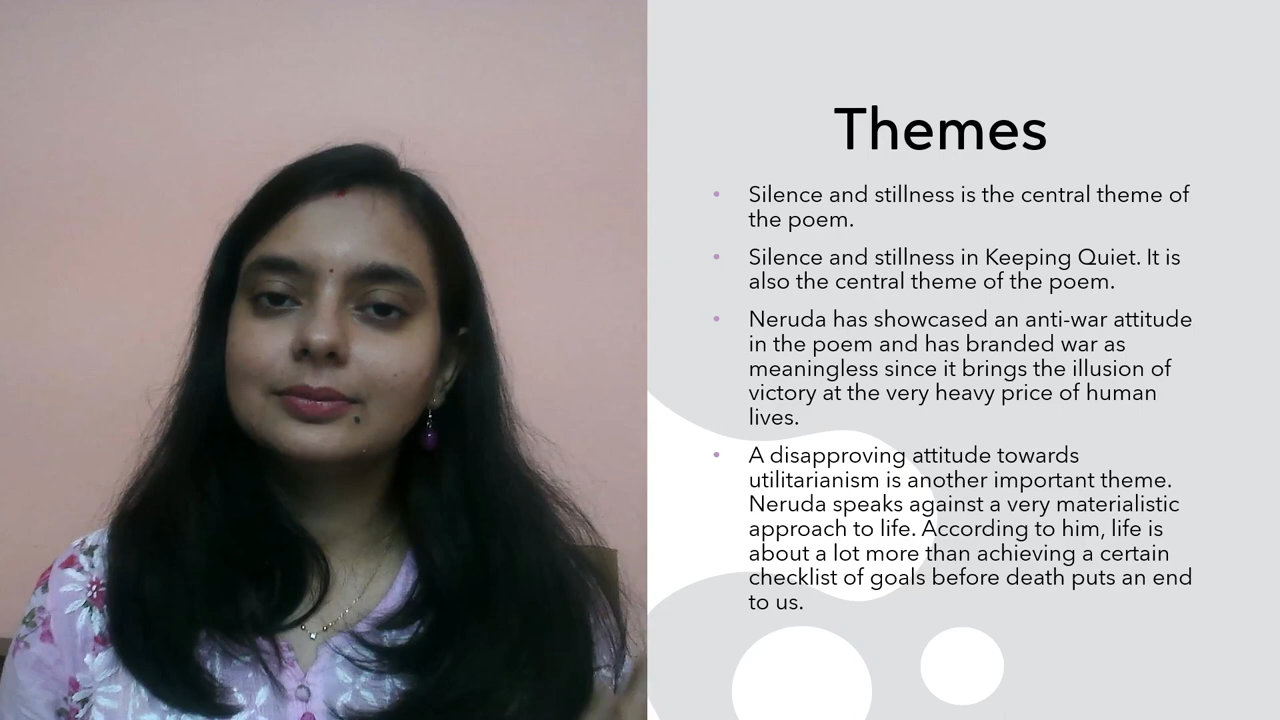 Themes
• Silence and stillness is the central theme of
the poem.
• Silence and stillness in Keeping Quiet. It is
also the central theme of the poem.
• Neruda has showcased an anti-war attitude
in the poem and has branded war as
meaningless since it brings the illusion of
victory at the very heavy price of human
lives.
• A disapproving attitude towards
utilitarianism is another important theme.
Neruda speaks against a very materialistic
approach to life. According to him, life is
about a lot more than achieving a certain
checklist of goals before death puts an end
to us.